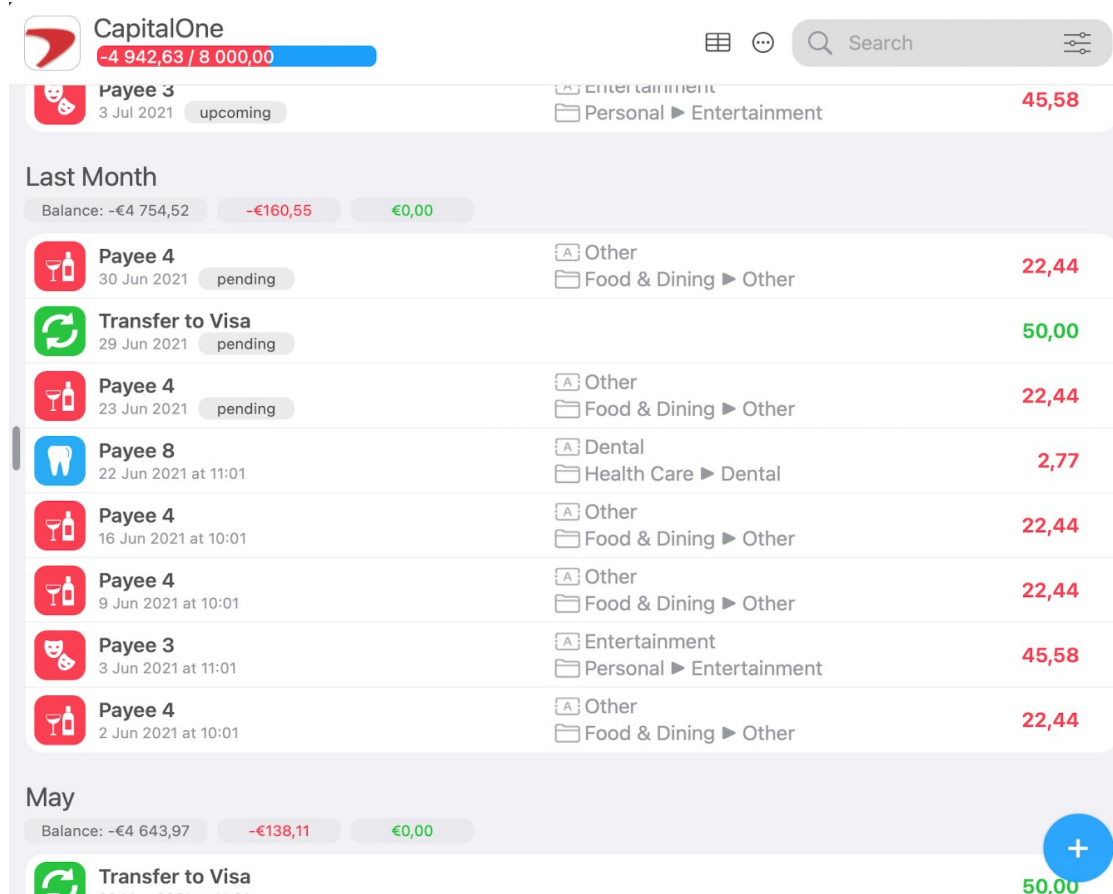 CapitalOne
-4 942,63 / 8 000,00
Search
Payee 3
3 Jul 2021 upcoming
A Entertainment
Personal ▶ Entertainment
45,58
Last Month
Balance: -€4 754,52 -€160,55 €0,00
Payee 4
30 Jun 2021 pending
A Other
Food & Dining ▶ Other
22,44
Transfer to Visa
29 Jun 2021 pending
50,00
Payee 4
23 Jun 2021 pending
A Other
Food & Dining ▶ Other
22,44
Payee 8
22 Jun 2021 at 11:01
A Dental
Health Care ▶ Dental
2,77
Payee 4
16 Jun 2021 at 10:01
A Other
Food & Dining ▶ Other
22,44
Payee 4
9 Jun 2021 at 10:01
A Other
Food & Dining ▶ Other
22,44
Payee 3
3 Jun 2021 at 11:01
A Entertainment
Personal ▶ Entertainment
45,58
Payee 4
2 Jun 2021 at 10:01
A Other
Food & Dining ▶ Other
22,44
May
Balance: -€4 643,97 -€138,11 €0,00
Transfer to Visa
50,00